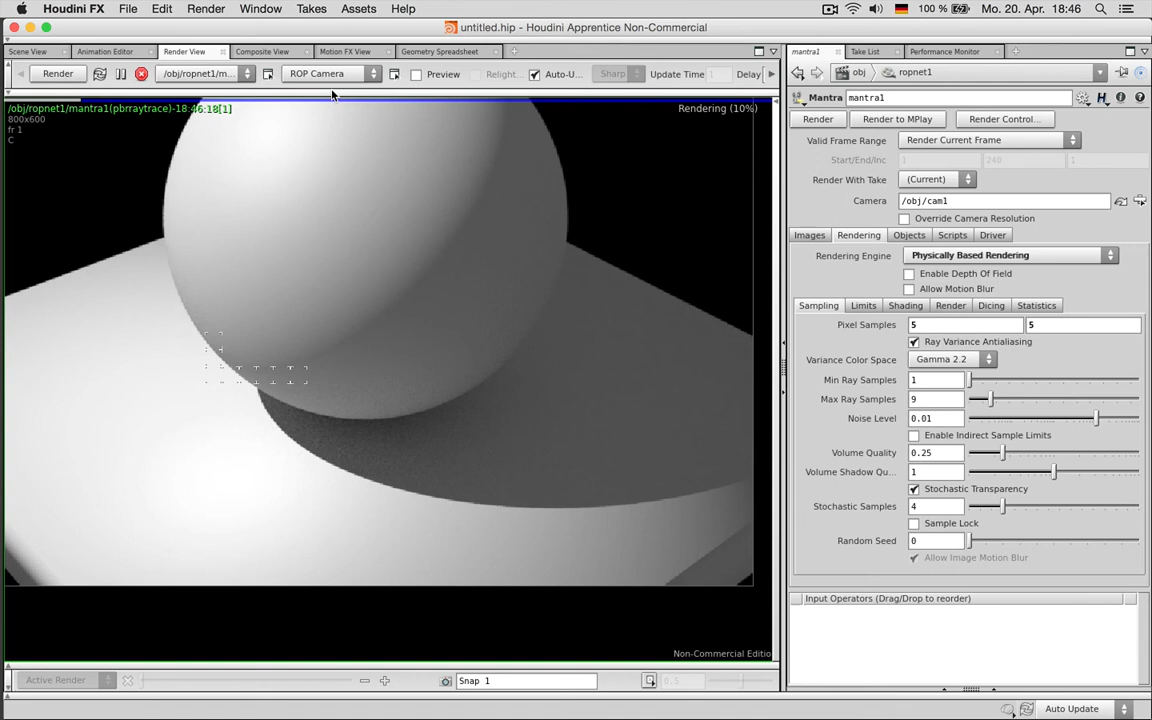 Houdini FX File Edit Render Window Takes Assets Help 100 % Mo. 20. Apr. 18:46
untitled.hip - Houdini Apprentice Non-Commercial
Scene View Animation Editor Render View Composite View Motion FX View Geometry Spreadsheet
mantra1 Take List Performance Monitor
Render /obj/ropnet1/m... ROP Camera Preview Relight... Auto-U... Sharp Update Time 1 Delay
obj ropnet1
/obj/ropnet1/mantra1(pbrraytrace)-18:46:18[1] Rendering (10%)
800x600
fr 1
C
Mantra mantra1
Render Render to MPlay Render Control...
Valid Frame Range Render Current Frame
Start/End/Inc 1 240 1
Render With Take (Current)
Camera /obj/cam1
Override Camera Resolution
Images Rendering Objects Scripts Driver
Rendering Engine Physically Based Rendering
Enable Depth Of Field
Allow Motion Blur
Sampling Limits Shading Render Dicing Statistics
Pixel Samples 5 5
Ray Variance Antialiasing
Variance Color Space Gamma 2.2
Min Ray Samples 1
Max Ray Samples 9
Noise Level 0.01
Enable Indirect Sample Limits
Volume Quality 0.25
Volume Shadow Qu... 1
Stochastic Transparency
Stochastic Samples 4
Sample Lock
Random Seed 0
Allow Image Motion Blur
Input Operators (Drag/Drop to reorder)
Non-Commercial Editio
Active Render Snap 1 0.5
Auto Update